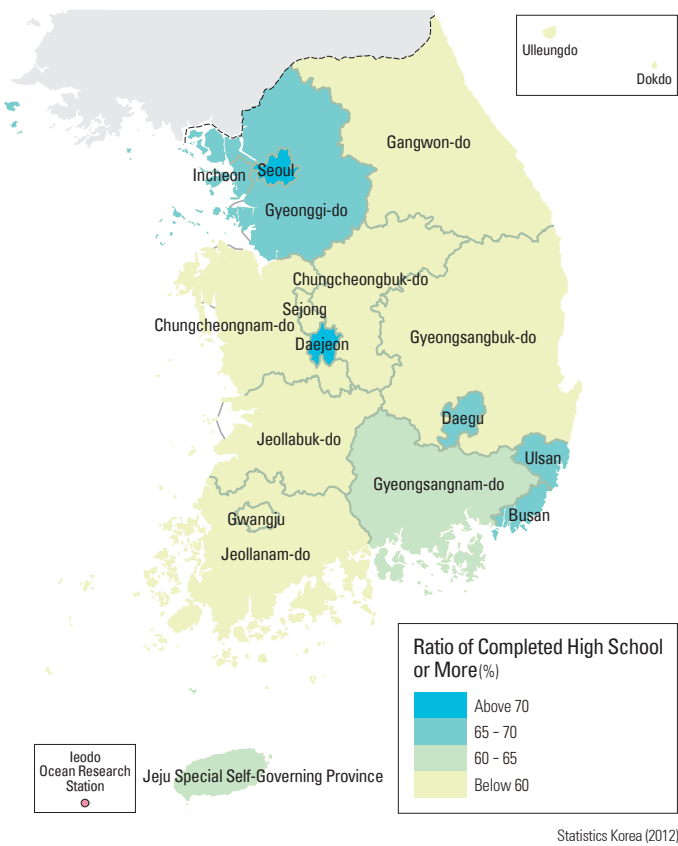 Ulleungdo
Dokdo
Gangwon-do
Incheon
Seoul
Gyeonggi-do
Chungcheongbuk-do
Sejong
Chungcheongnam-do
Daejeon
Gyeongsangbuk-do
Daegu
Jeollabuk-do
Ulsan
Gyeongsangnam-do
Busan
Gwangju
Jeollanam-do
Ratio of Completed High School
or More(%)
Above 70
65 - 70
60 - 65
Below 60
Ieodo
Ocean Research
Station
Jeju Special Self-Governing Province
Statistics Korea (2012)